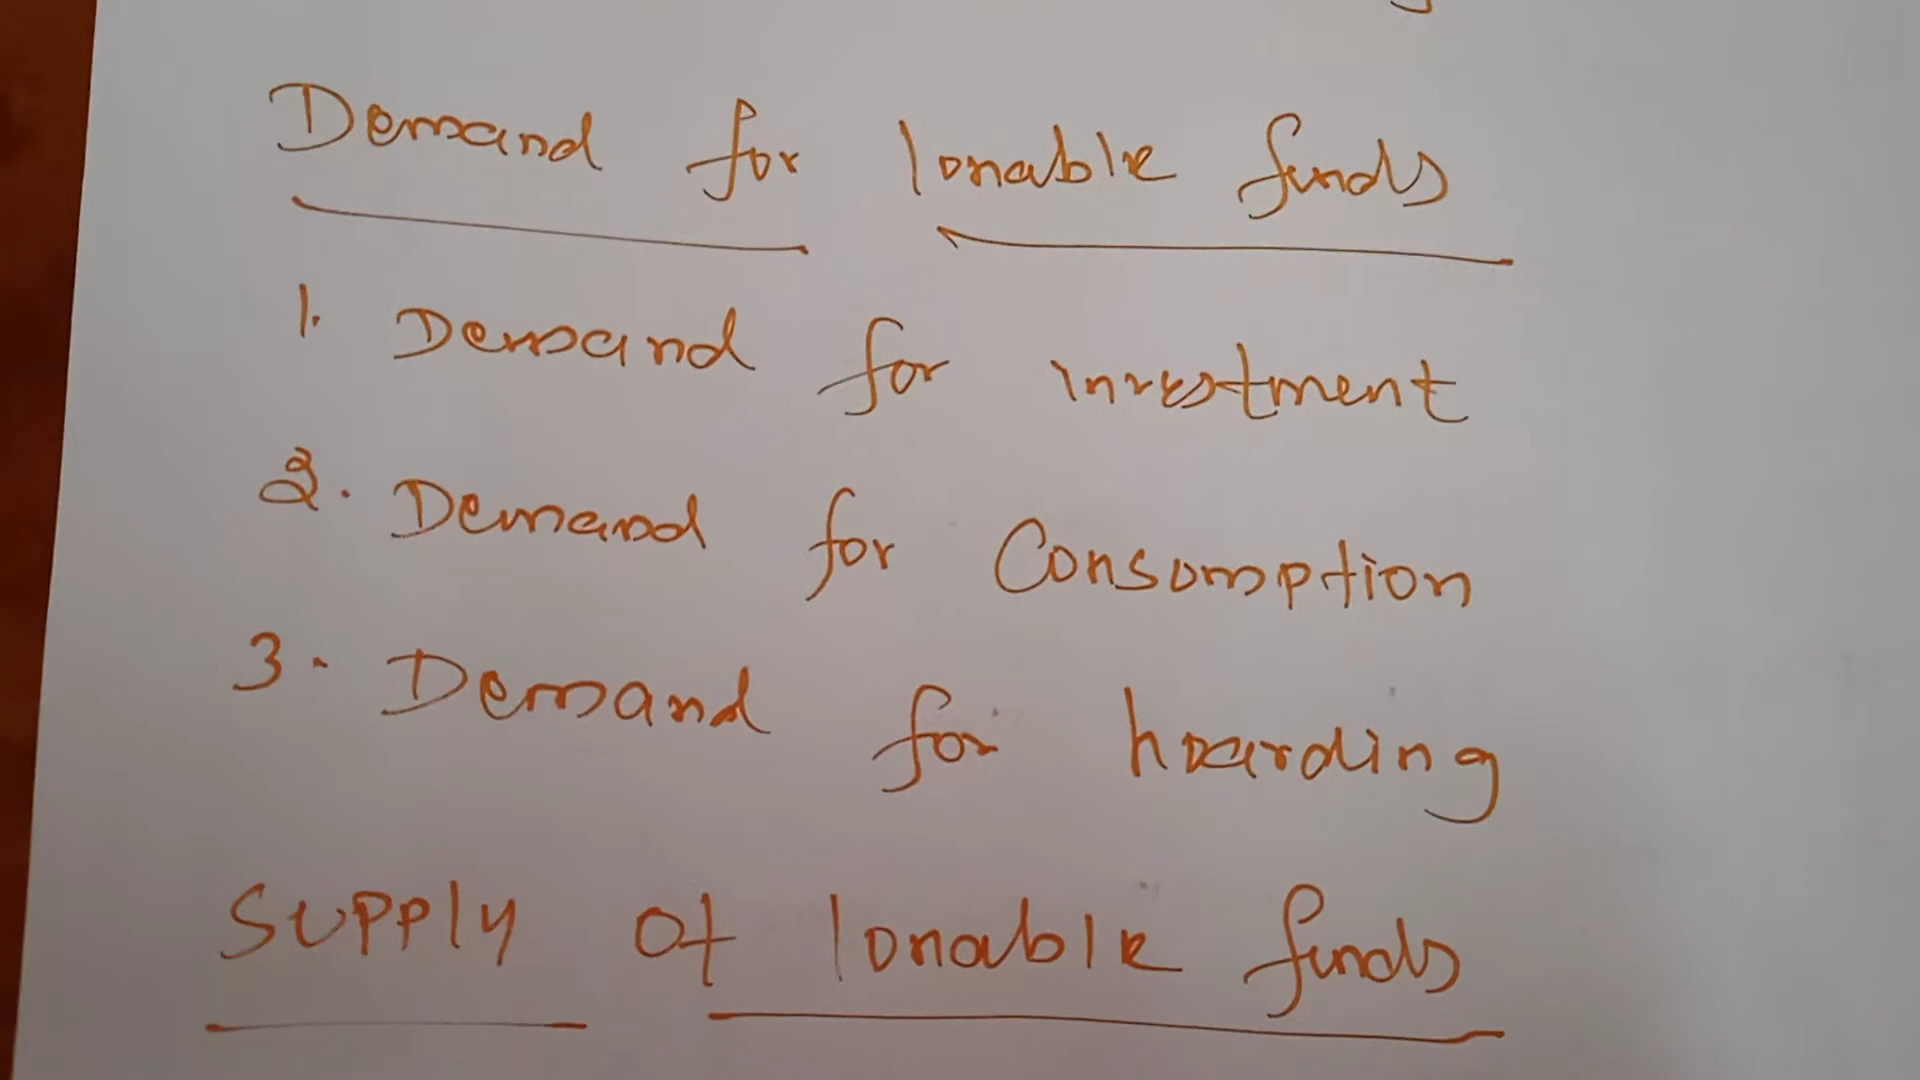 Demand for lonable funds
1. Demand for investment
2. Demand for Consumption
3. Demand for hoarding
Supply of lonable funds